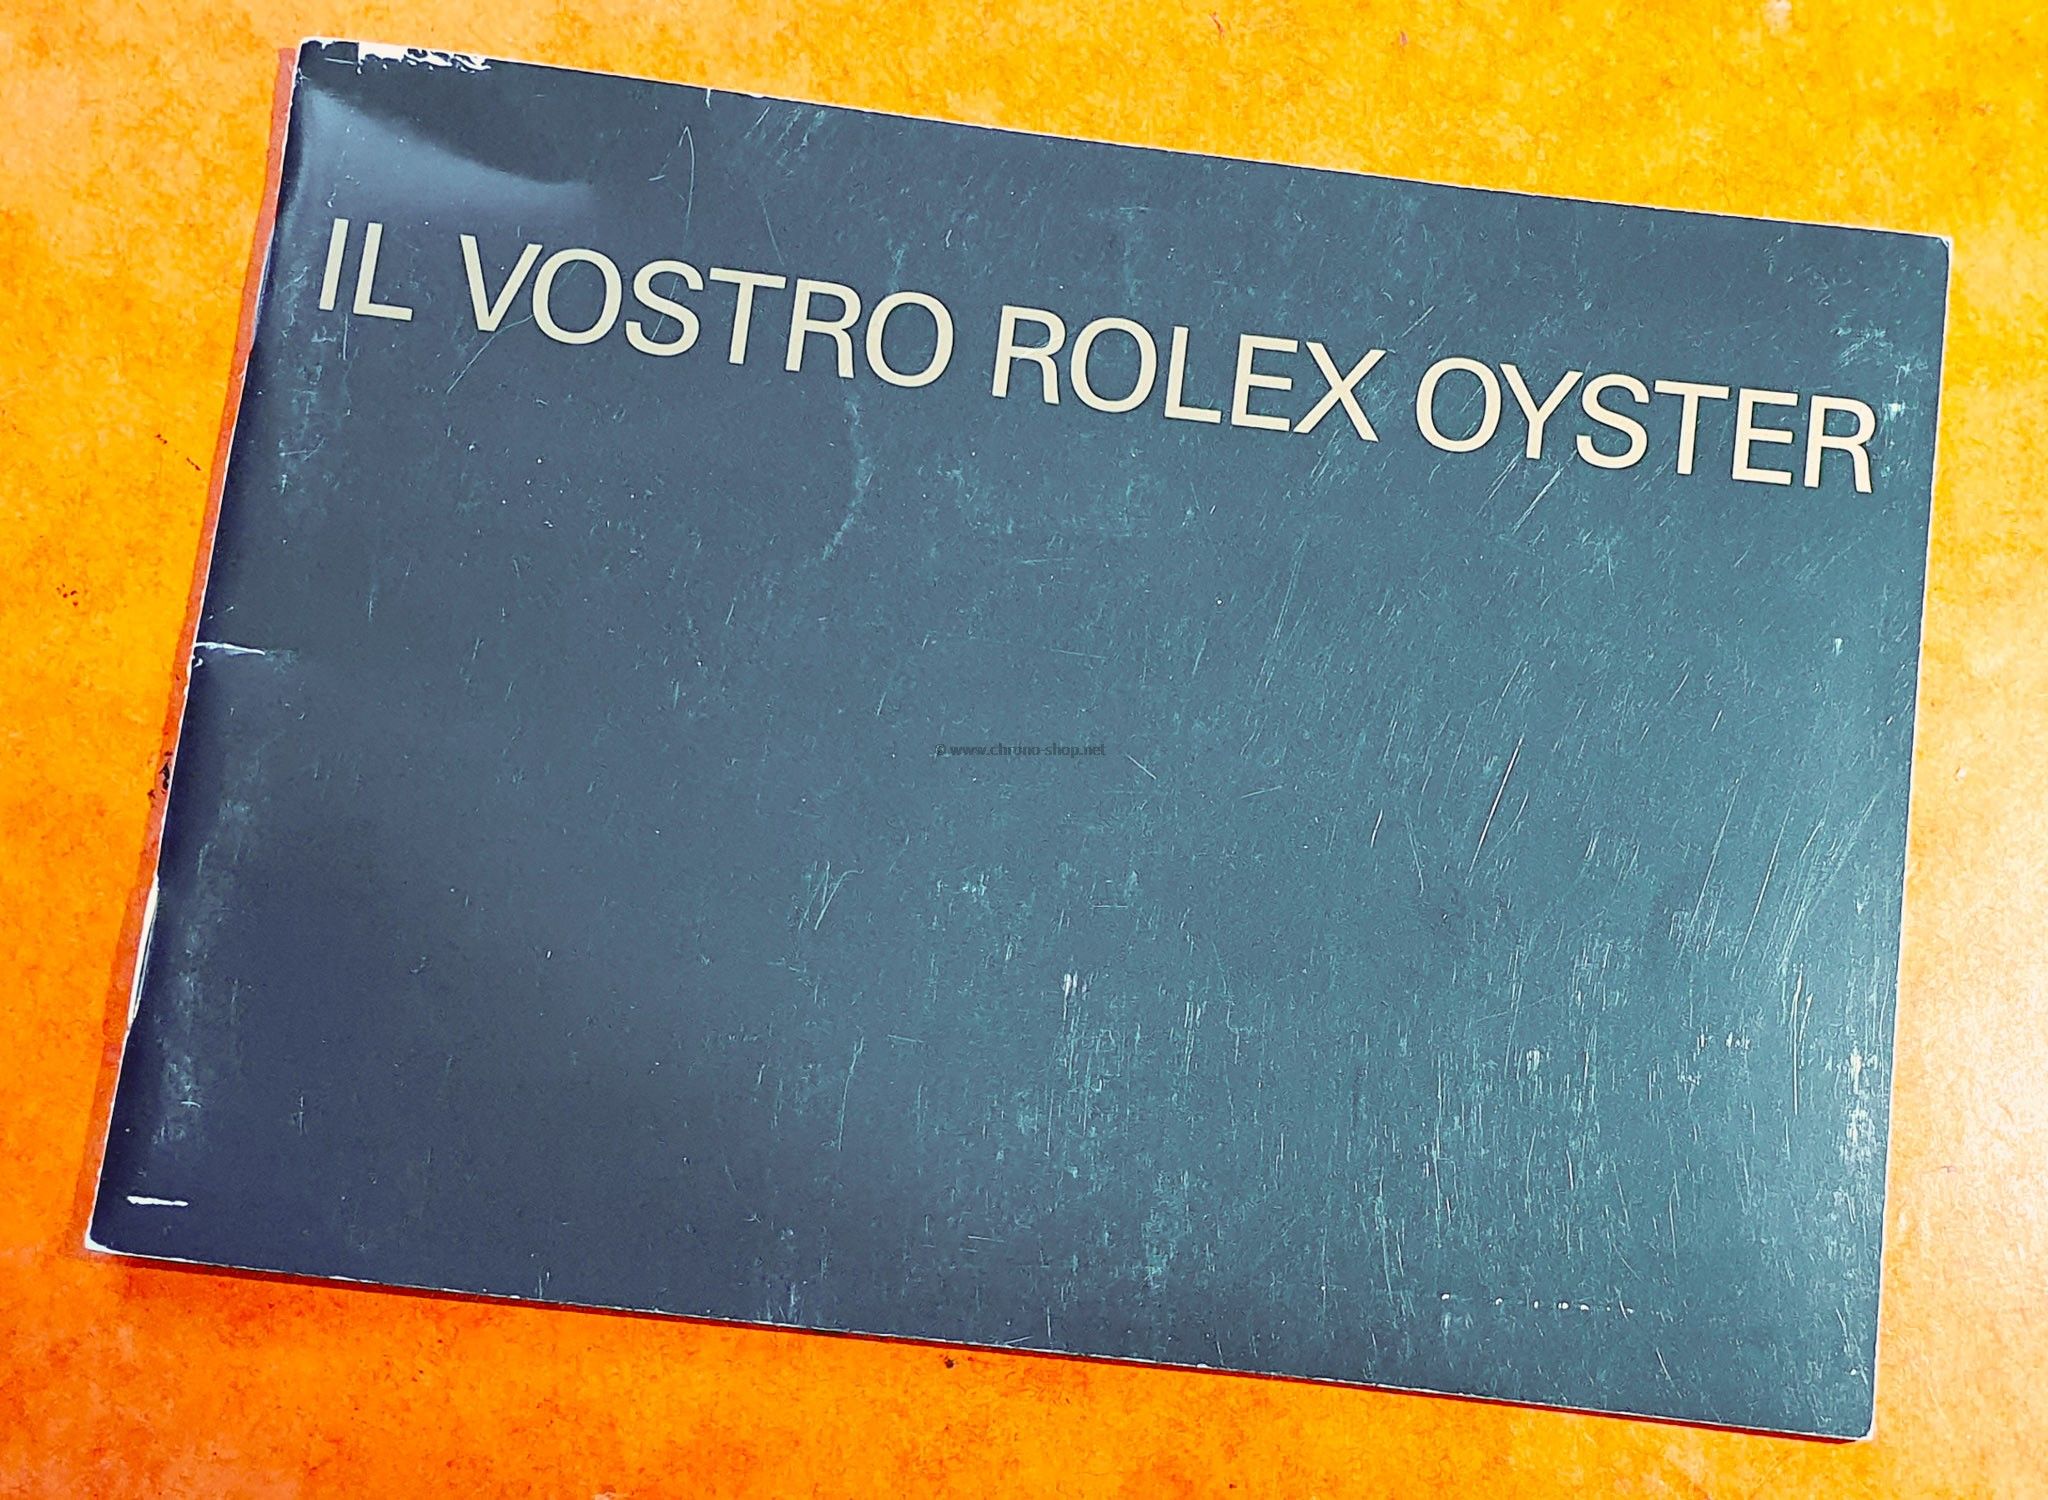 IL VOSTRO ROLEX OYSTER
© www.chrono-shop.net